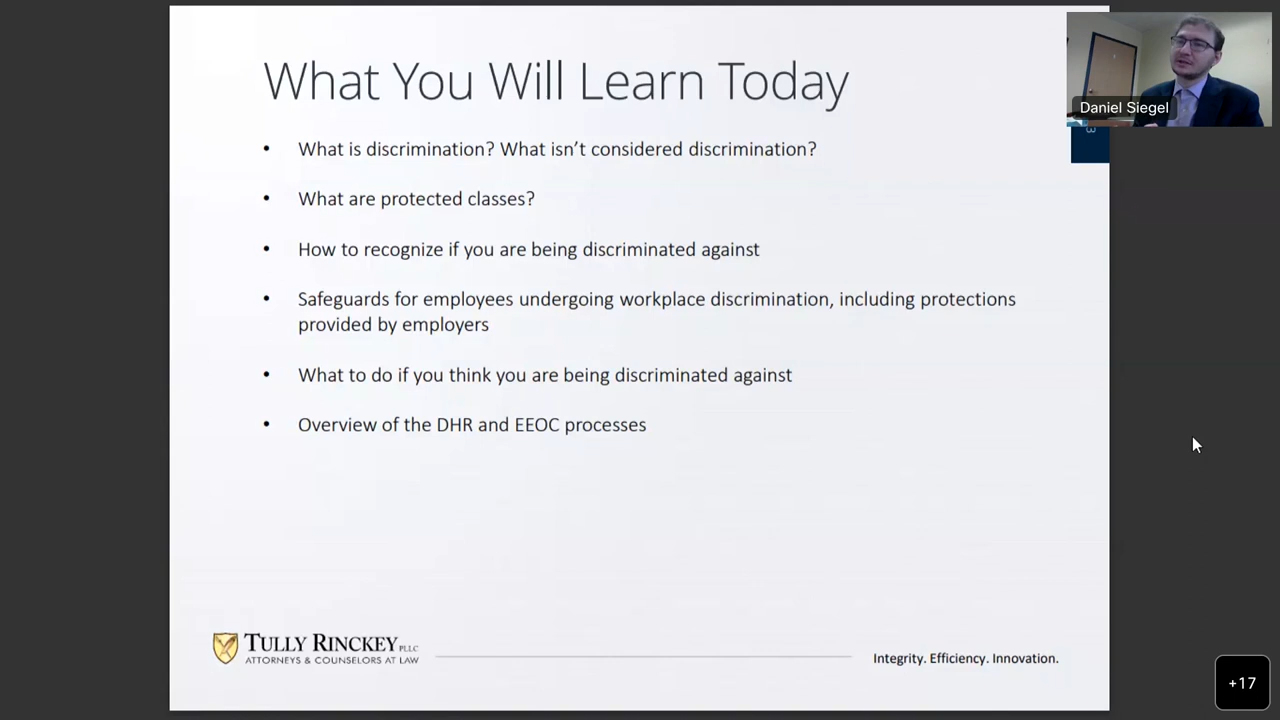 What You Will Learn Today
Daniel Siegel
3
• What is discrimination? What isn’t considered discrimination?
• What are protected classes?
• How to recognize if you are being discriminated against
• Safeguards for employees undergoing workplace discrimination, including protections
provided by employers
• What to do if you think you are being discriminated against
• Overview of the DHR and EEOC processes
TULLY RINCKEY PLLC
ATTORNEYS & COUNSELORS AT LAW
Integrity. Efficiency. Innovation.
+17